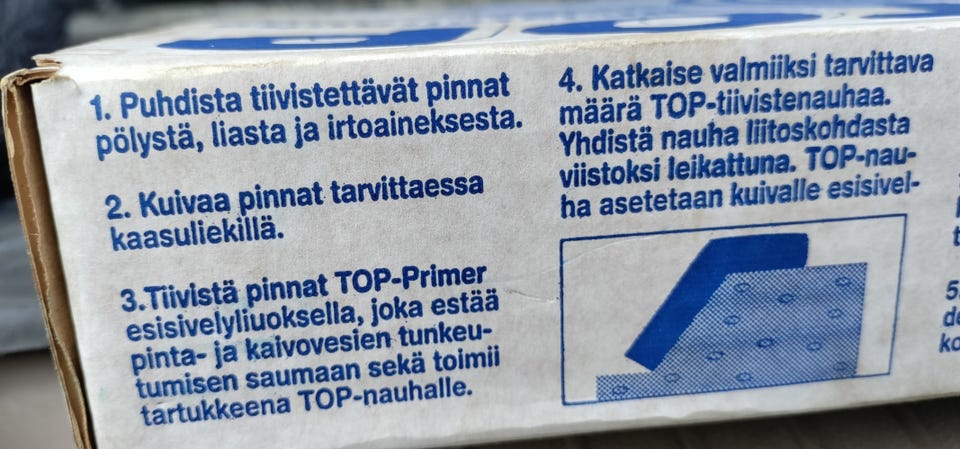 1. Puhdista tiivistettävät pinnat
pölystä, liasta ja irtoaineksesta.
2. Kuivaa pinnat tarvittaessa
kaasuliekillä.
3.Tiivistä pinnat TOP-Primer
esisivelyliuoksella, joka estää
pinta- ja kaivovesien tunkeu-
tumisen saumaan sekä toimii
tartukkeena TOP-nauhalle.
4. Katkaise valmiiksi tarvittava
määrä TOP-tiivistenauhaa.
Yhdistä nauha liitoskohdasta
viistoksi leikattuna. TOP-nau-
ha asetetaan kuivalle esisivel-